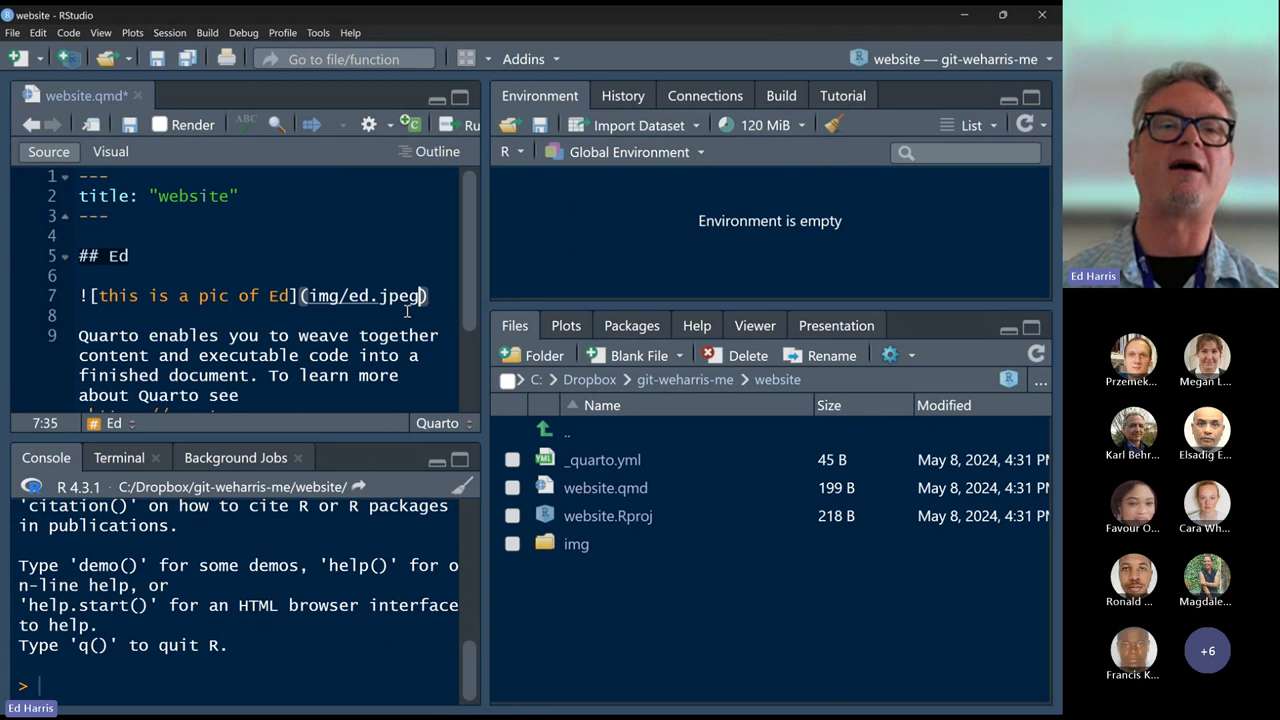 website - RStudio
File Edit Code View Plots Session Build Debug Profile Tools Help
Go to file/function Addins website — git-weharris-me
website.qmd*
Render ABC Ru
Source Visual Outline
1 ---
2 title: "website"
3 ---
4
5 ## Ed
6
7 ![this is a pic of Ed](img/ed.jpeg)
8
9 Quarto enables you to weave together
content and executable code into a
finished document. To learn more
about Quarto see
7:35 # Ed Quarto
Console Terminal Background Jobs
R 4.3.1 · C:/Dropbox/git-weharris-me/website/
'citation()' on how to cite R or R packages
in publications.
Type 'demo()' for some demos, 'help()' for o
n-line help, or
'help.start()' for an HTML browser interface
to help.
Type 'q()' to quit R.
>
Ed Harris
Environment History Connections Build Tutorial
Import Dataset 120 MiB List
R Global Environment
Environment is empty
Files Plots Packages Help Viewer Presentation
Folder Blank File Delete Rename
C: Dropbox git-weharris-me website ...
Name Size Modified
..
YML _quarto.yml 45 B May 8, 2024, 4:31 PM
website.qmd 199 B May 8, 2024, 4:31 PM
website.Rproj 218 B May 8, 2024, 4:31 PM
img
Ed Harris
Przemek... Megan L...
Karl Behr... Elsadig E...
Favour O... Cara Wh...
Ronald ... Magdale...
Francis K... +6